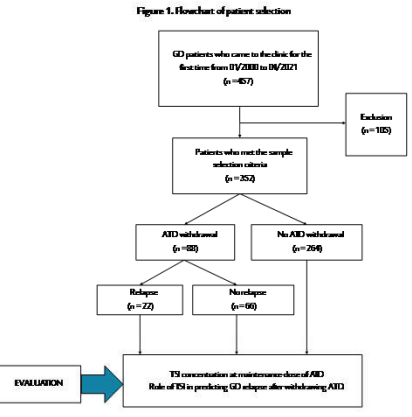 Figure 1. Flowchart of patient selection
GD patients who came to the clinic for the
first time from 01/2000 to 04/2021
(n =457)
Exclusion
(n=105)
Patients who met the sample
selection criteria
(n =352)
ATD withdrawal
(n =88)
No ATD withdrawal
(n =264)
Relapse
(n =22)
No relapse
(n =66)
EVALUATION
TSI concentration at maintenance dose of ATD
Role of TSI in predicting GD relapse after withdrawing ATD